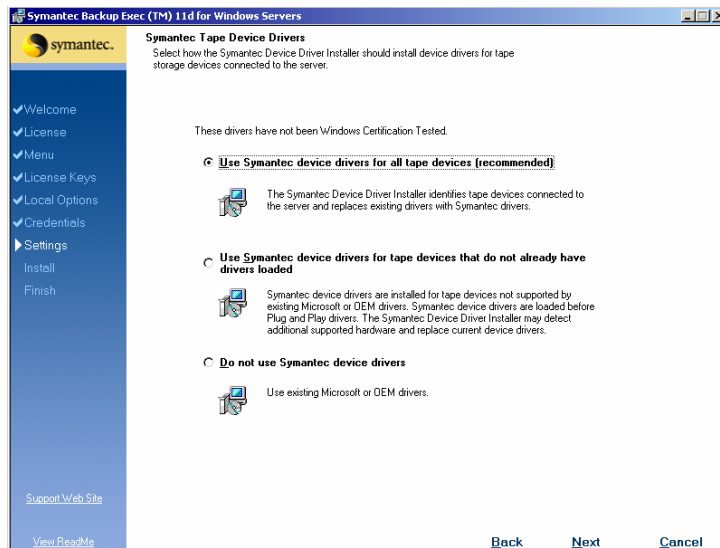 Symantec Backup Exec (TM) 11d for Windows Servers
symantec.
Welcome
License
Menu
License Keys
Local Options
Credentials
Settings
Install
Finish
Support Web Site
View ReadMe
Symantec Tape Device Drivers
Select how the Symantec Device Driver Installer should install device drivers for tape
storage devices connected to the server.
These drivers have not been Windows Certification Tested.
Use Symantec device drivers for all tape devices (recommended)
The Symantec Device Driver Installer identifies tape devices connected to
the server and replaces existing drivers with Symantec drivers.
Use Symantec device drivers for tape devices that do not already have
drivers loaded
Symantec device drivers are installed for tape devices not supported by
existing Microsoft or OEM drivers. Symantec device drivers are loaded before
Plug and Play drivers. The Symantec Device Driver Installer may detect
additional supported hardware and replace current device drivers.
Do not use Symantec device drivers
Use existing Microsoft or OEM drivers.
Back Next Cancel